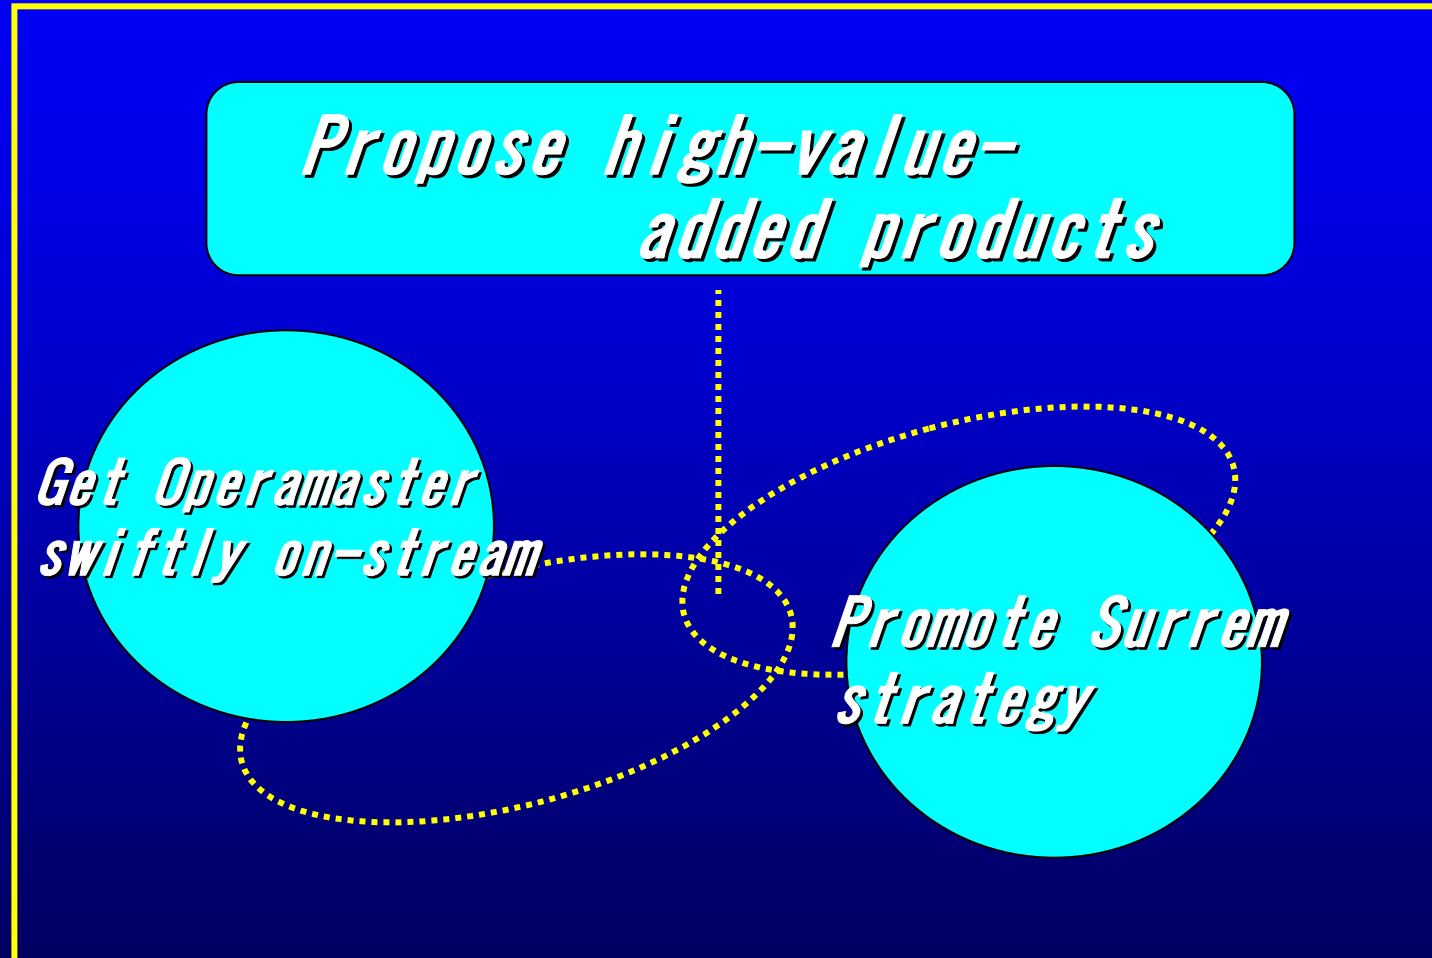 Propose high-value-
added products
Get Operamaster
swiftly on-stream
Promote Surrem
strategy